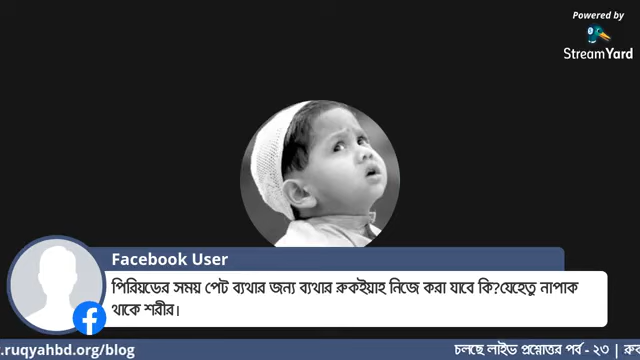 Powered by
StreamYard
Facebook User
পিরিয়ডের সময় পেট ব্যথার জন্য ব্যথার রুকইয়াহ নিজে করা যাবে কি?যেহেতু নাপাক
থাকে শরীর।
.ruqyahbd.org/blog
চলছে লাইভ প্রশ্নোত্তর পর্ব - ২৩ | রুক